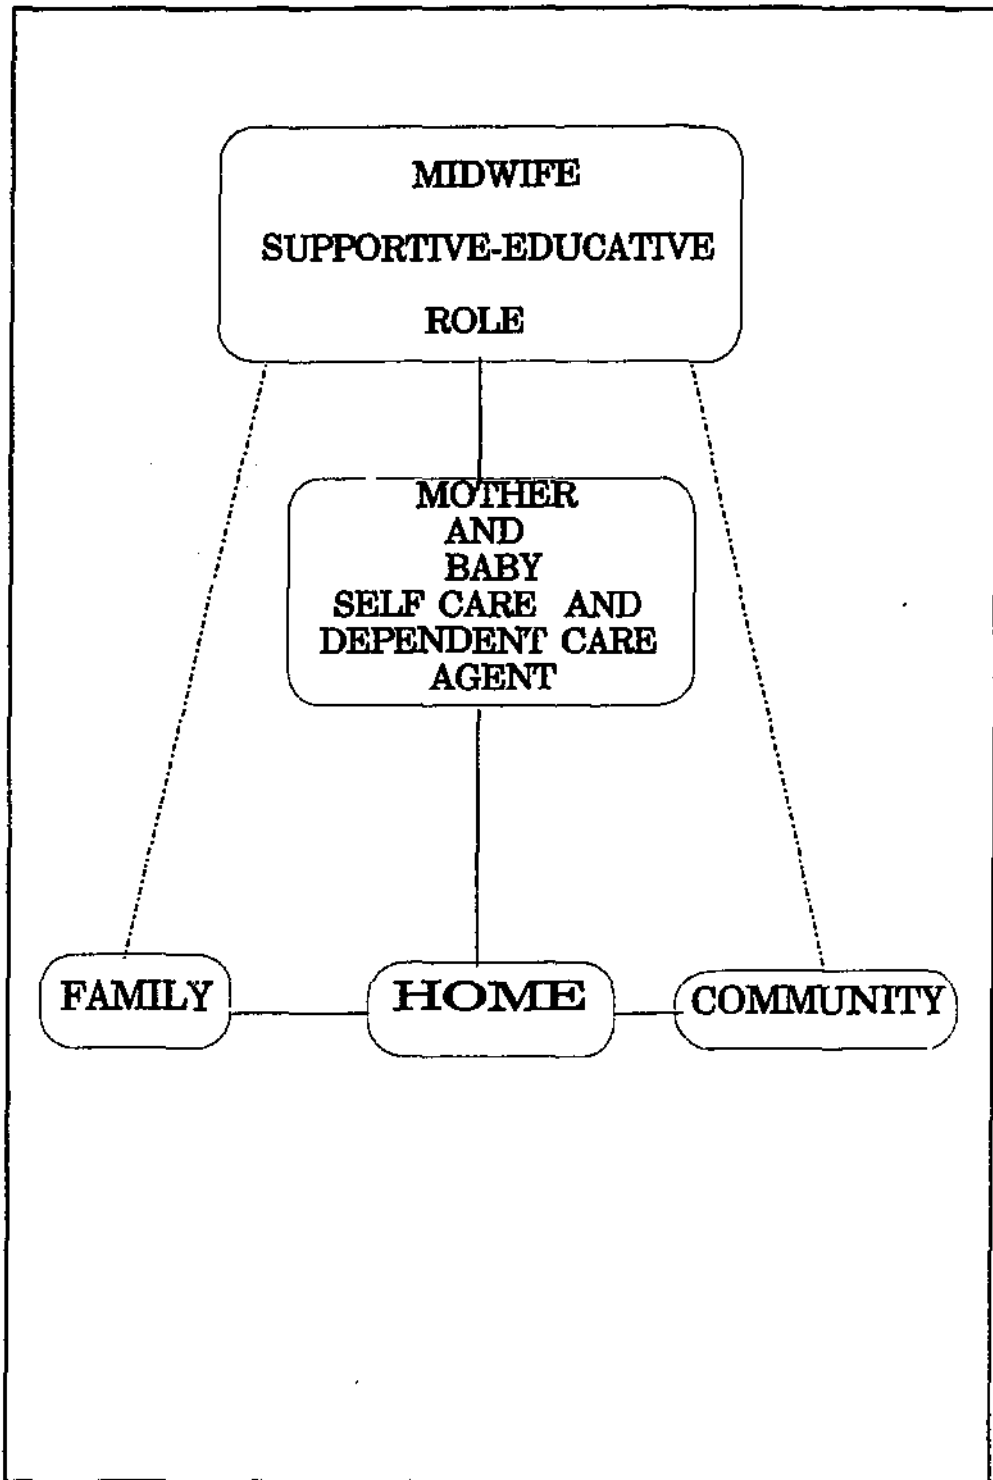 MIDWIFE
SUPPORTIVE-EDUCATIVE
ROLE
MOTHER
AND
BABY
SELF CARE AND
DEPENDENT CARE
AGENT
FAMILY
HOME
COMMUNITY